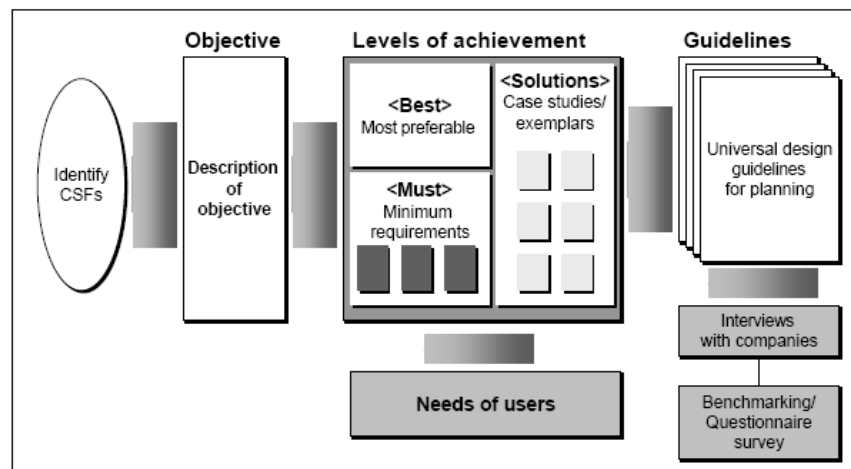 Objective
Levels of achievement
Guidelines
Identify
CSFs
Description
of
objective
<Best>
Most preferable
<Must>
Minimum
requirements
<Solutions>
Case studies/
exemplars
Universal design
guidelines
for planning
Needs of users
Interviews
with companies
Benchmarking/
Questionnaire
survey